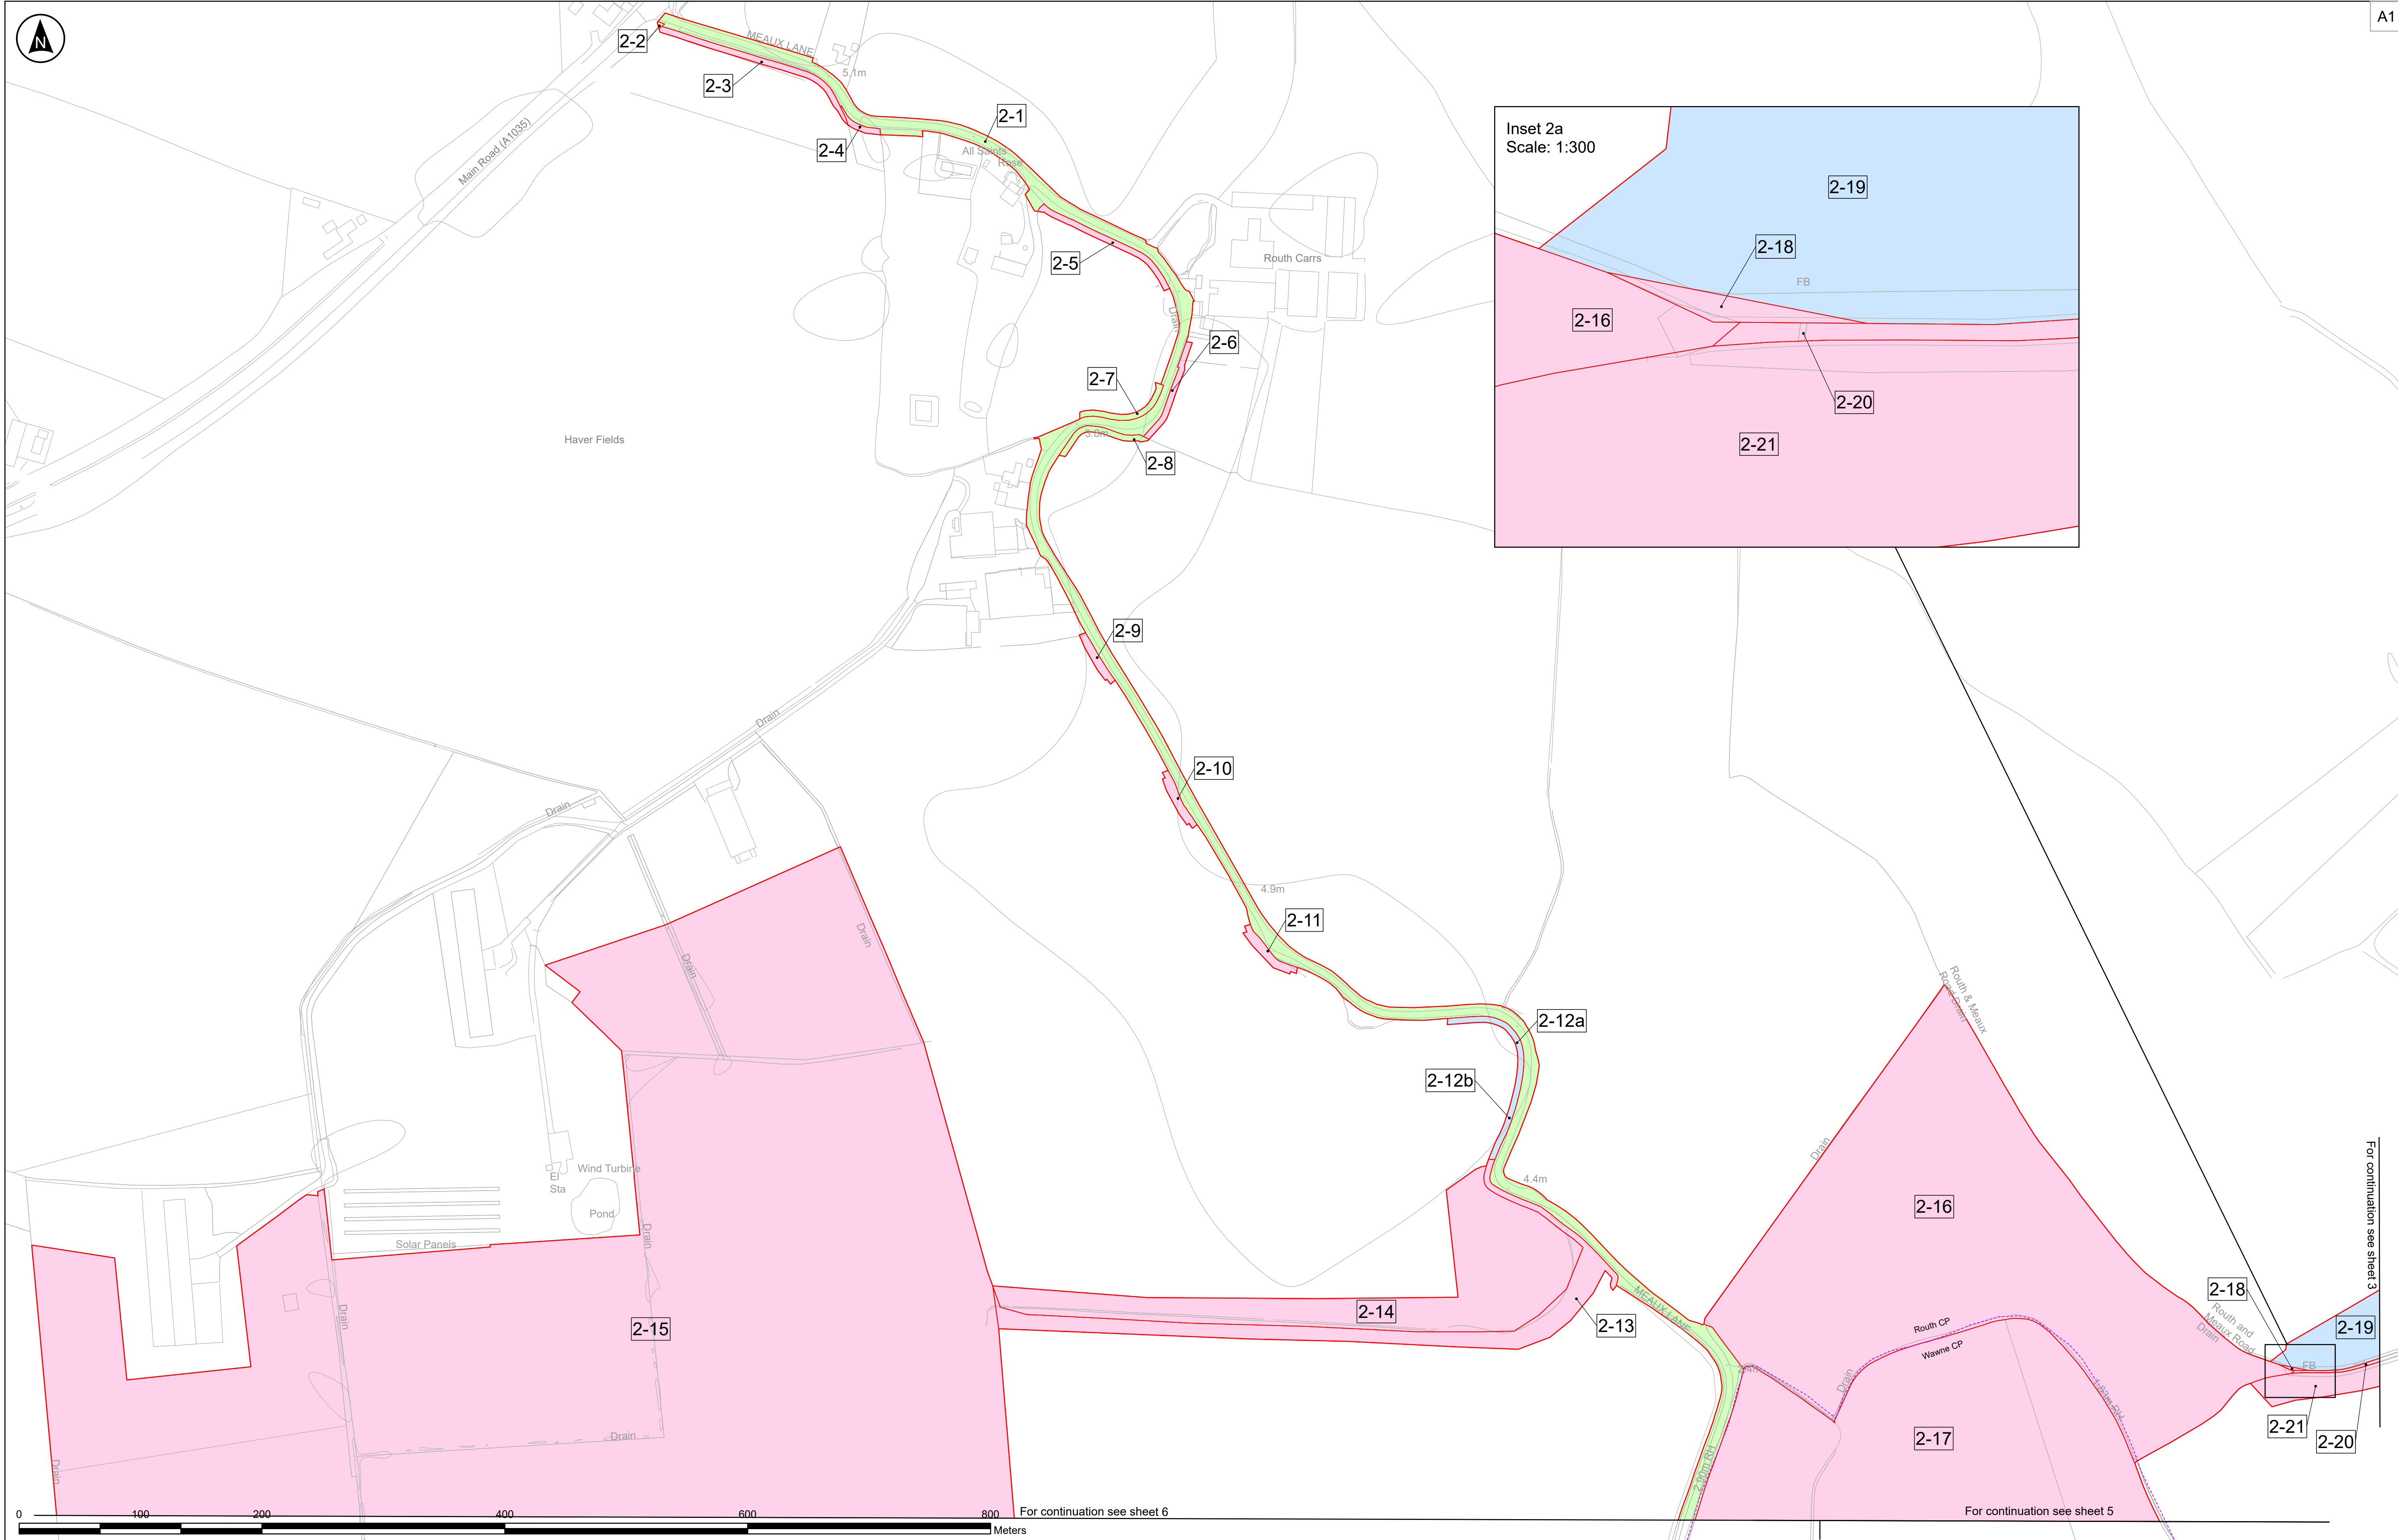 N
A1
2-2
MEAUX LANE
2-3
5.1m
2-1
2-4
All Saints
Rose
Main Road (A1035)
Inset 2a
Scale: 1:300
2-19
2-18
FB
2-16
2-20
2-21
2-5
Routh Carrs
Drain
2-6
2-7
2-8
Haver Fields
2-9
Drain
2-10
Drain
4.9m
2-11
Drain
Drain
Routh & Meaux
Road Drain
2-12a
2-12b
Drain
Wind Turbine
El
Sta
Pond
4.4m
Solar Panels
Drain
2-16
For continuation see sheet 3
2-18
2-14
2-13
MEAUX LANE
Drain
2-15
Routh CP
Wawne CP
Routh and
Meaux Road
Drain
2-19
FB
Drain
2-21
2-20
2-17
Drain
Drain
0 100 200 400 600 800
Meters
For continuation see sheet 6
For continuation see sheet 5